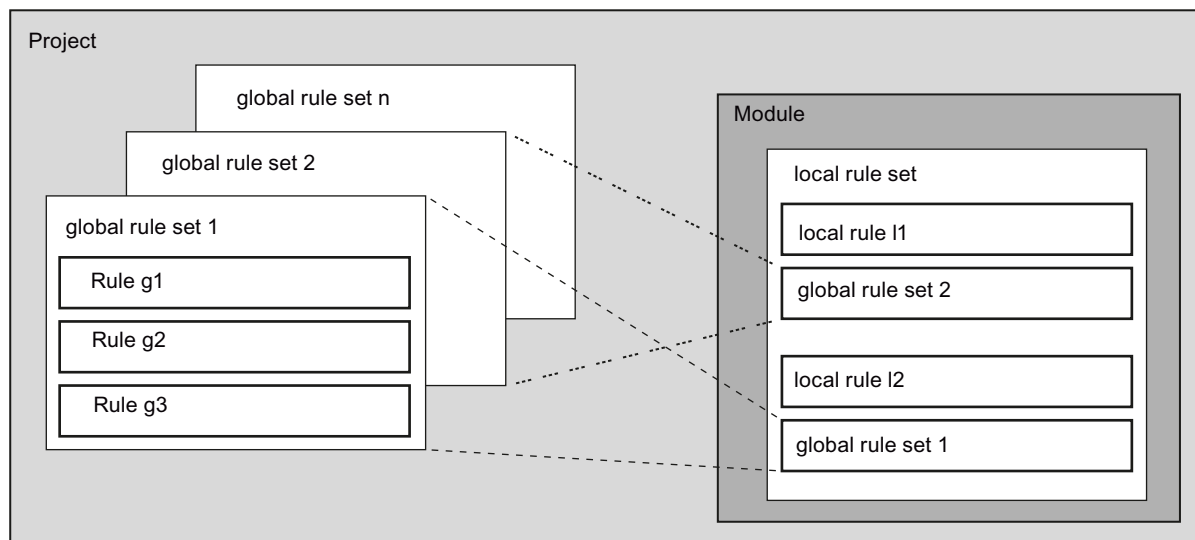 Project
global rule set n
global rule set 2
global rule set 1
Rule g1
Rule g2
Rule g3
Module
local rule set
local rule l1
global rule set 2
local rule l2
global rule set 1